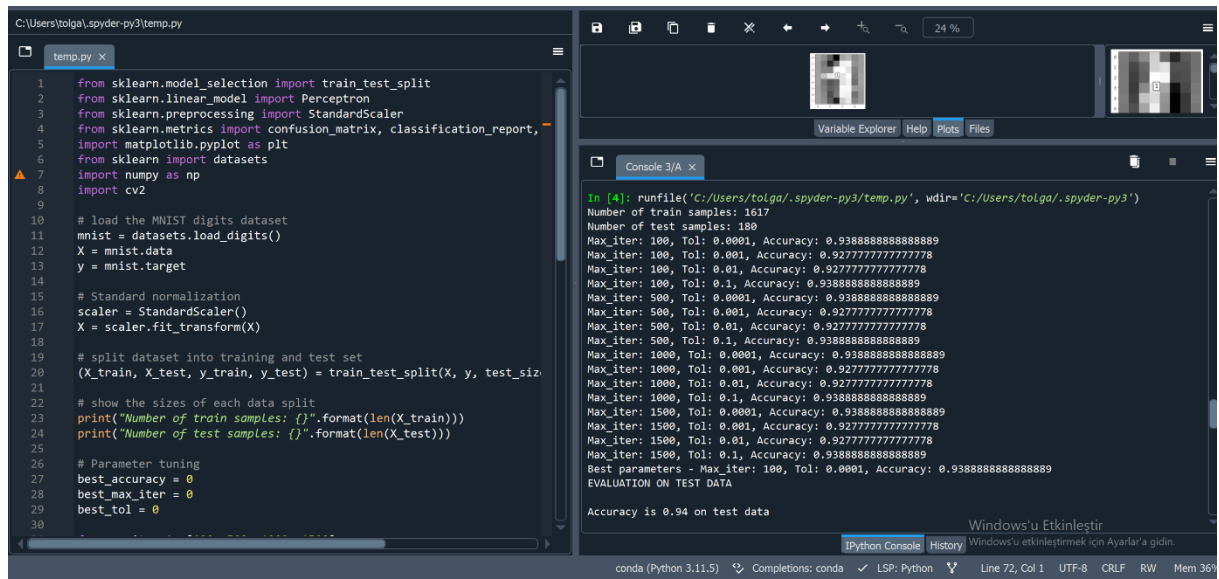 C:\Users\tolga\.spyder-py3\temp.py
temp.py
1 from sklearn.model_selection import train_test_split
2 from sklearn.linear_model import Perceptron
3 from sklearn.preprocessing import StandardScaler
4 from sklearn.metrics import confusion_matrix, classification_report,
5 import matplotlib.pyplot as plt
6 from sklearn import datasets
7 import numpy as np
8 import cv2
9
10 # load the MNIST digits dataset
11 mnist = datasets.load_digits()
12 X = mnist.data
13 y = mnist.target
14
15 # Standard normalization
16 scaler = StandardScaler()
17 X = scaler.fit_transform(X)
18
19 # split dataset into training and test set
20 (X_train, X_test, y_train, y_test) = train_test_split(X, y, test_siz
21
22 # show the sizes of each data split
23 print("Number of train samples: {}".format(len(X_train)))
24 print("Number of test samples: {}".format(len(X_test)))
25
26 # Parameter tuning
27 best_accuracy = 0
28 best_max_iter = 0
29 best_tol = 0
30
24 %
Variable Explorer Help Plots Files
Console 3/A
In [4]: runfile('C:/Users/tolga/.spyder-py3/temp.py', wdir='C:/Users/tolga/.spyder-py3')
Number of train samples: 1617
Number of test samples: 180
Max_iter: 100, Tol: 0.0001, Accuracy: 0.9388888888888889
Max_iter: 100, Tol: 0.001, Accuracy: 0.9277777777777778
Max_iter: 100, Tol: 0.01, Accuracy: 0.9277777777777778
Max_iter: 100, Tol: 0.1, Accuracy: 0.9388888888888889
Max_iter: 500, Tol: 0.0001, Accuracy: 0.9388888888888889
Max_iter: 500, Tol: 0.001, Accuracy: 0.9277777777777778
Max_iter: 500, Tol: 0.01, Accuracy: 0.9277777777777778
Max_iter: 500, Tol: 0.1, Accuracy: 0.9388888888888889
Max_iter: 1000, Tol: 0.0001, Accuracy: 0.9388888888888889
Max_iter: 1000, Tol: 0.001, Accuracy: 0.9277777777777778
Max_iter: 1000, Tol: 0.01, Accuracy: 0.9277777777777778
Max_iter: 1000, Tol: 0.1, Accuracy: 0.9388888888888889
Max_iter: 1500, Tol: 0.0001, Accuracy: 0.9388888888888889
Max_iter: 1500, Tol: 0.001, Accuracy: 0.9277777777777778
Max_iter: 1500, Tol: 0.01, Accuracy: 0.9277777777777778
Max_iter: 1500, Tol: 0.1, Accuracy: 0.9388888888888889
Best parameters - Max_iter: 100, Tol: 0.0001, Accuracy: 0.9388888888888889
EVALUATION ON TEST DATA
Accuracy is 0.94 on test data
Windows'u Etkinleştir
Windows'u etkinleştirmek için Ayarlar'a gidin.
IPython Console History
conda (Python 3.11.5) Completions: conda LSP: Python Line 72, Col 1 UTF-8 CRLF RW Mem 36%